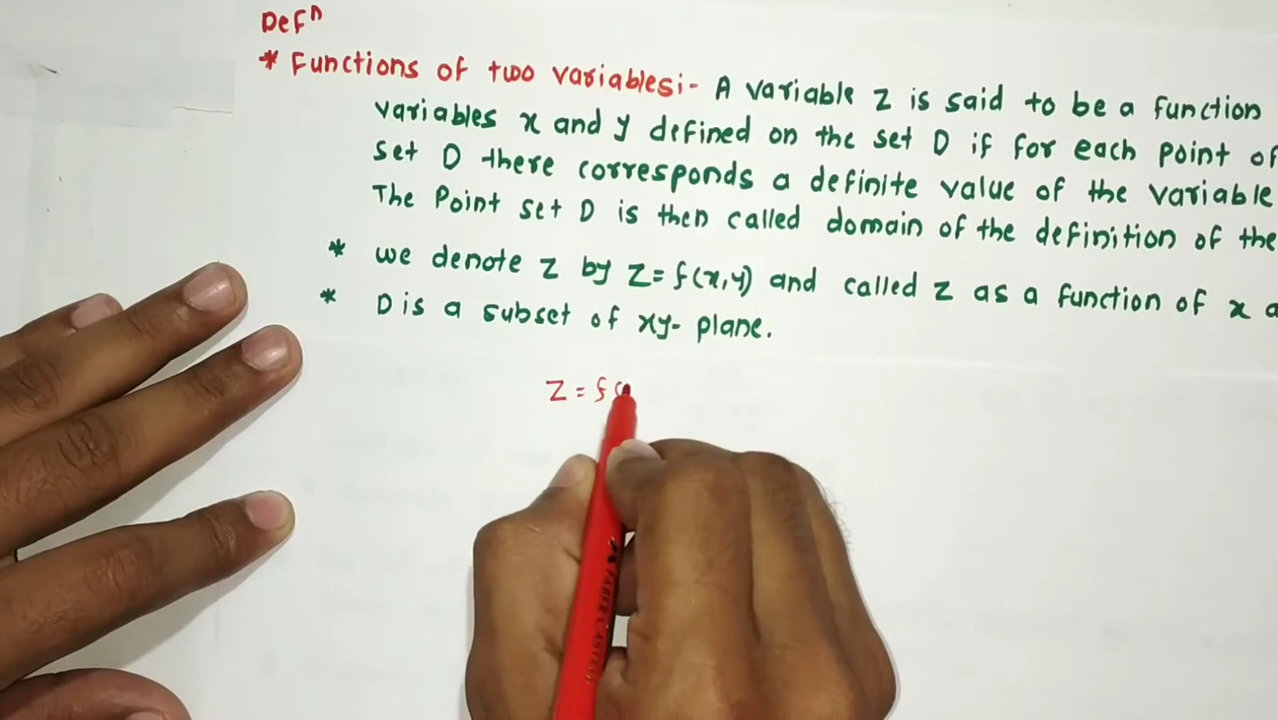 Defⁿ
* Functions of two variables:- A variable z is said to be a function
variables x and y defined on the set D if for each point of
set D there corresponds a definite value of the variable
The Point set D is then called domain of the definition of the
* we denote z by z = f(x,y) and called z as a function of x a
* D is a subset of xy- plane.
z = f(
FABER CASTELL